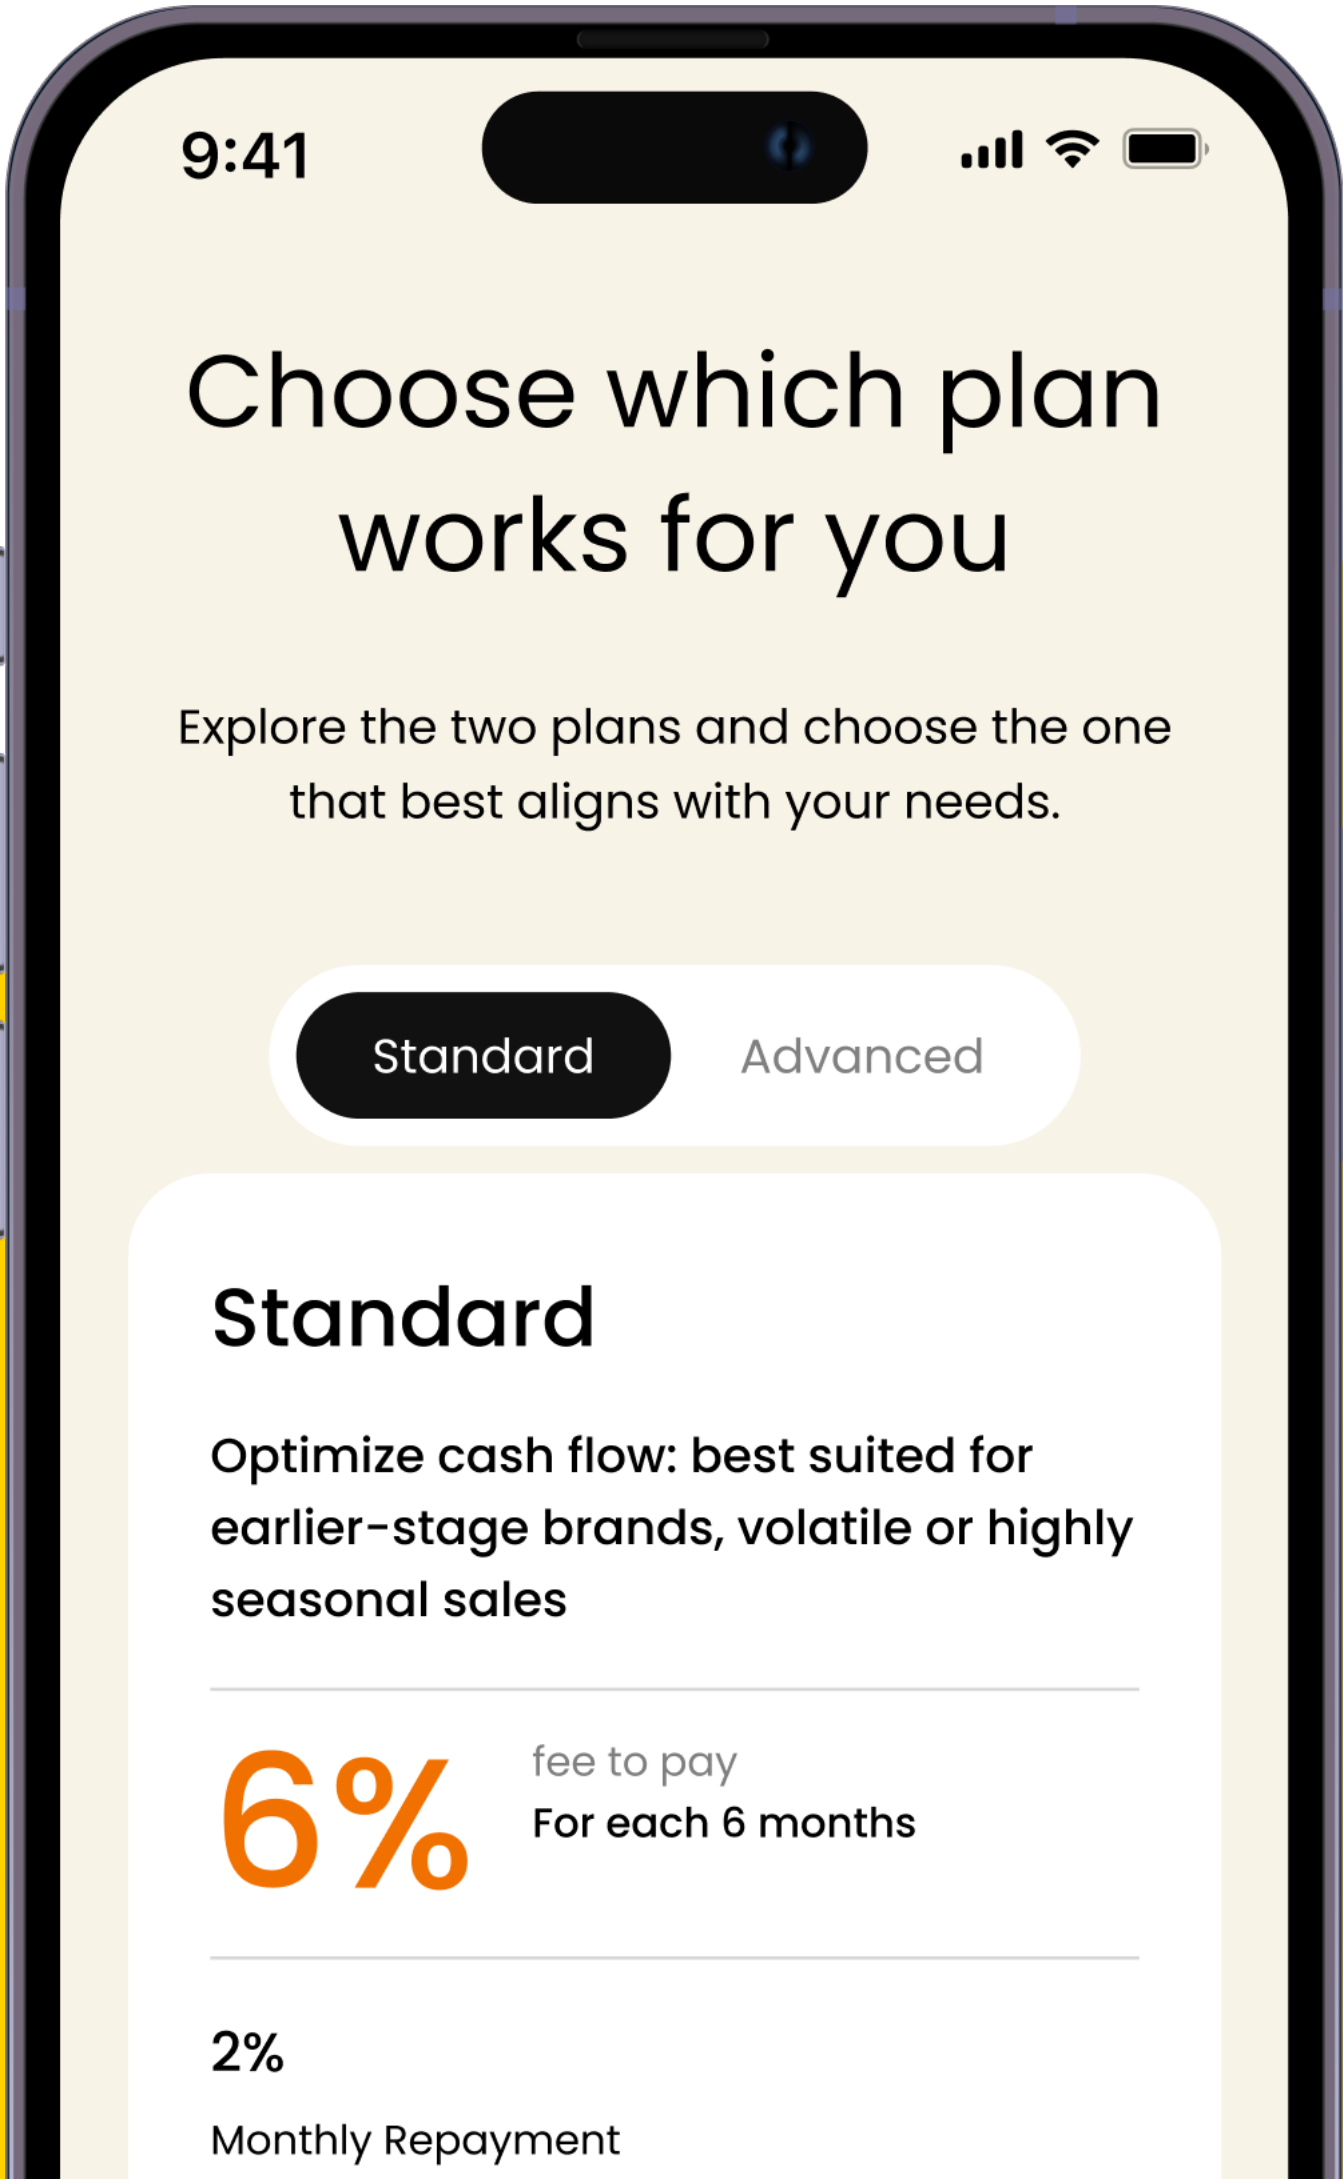 9:41
Choose which plan
works for you
Explore the two plans and choose the one
that best aligns with your needs.
Standard Advanced
Standard
Optimize cash flow: best suited for
earlier-stage brands, volatile or highly
seasonal sales
6% fee to pay
For each 6 months
2%
Monthly Repayment